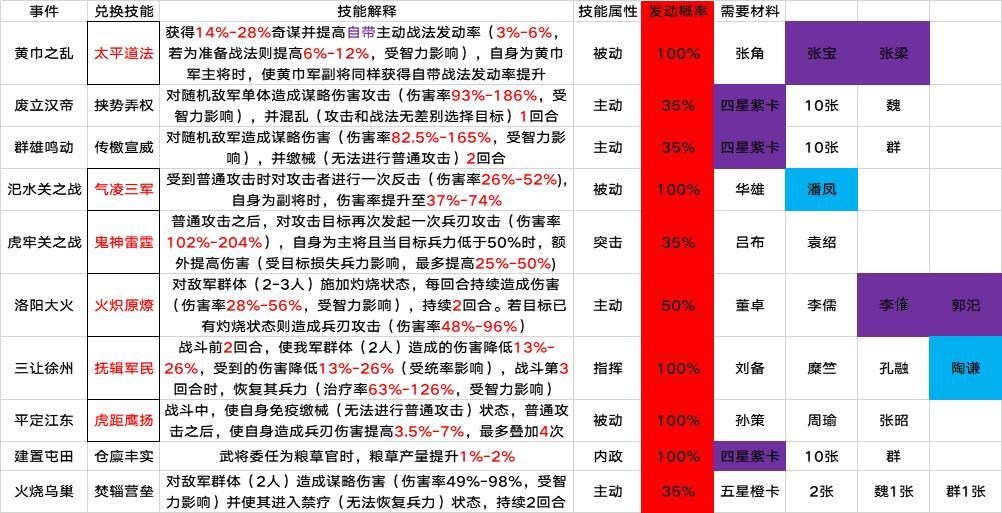 事件 兑换技能 技能解释 技能属性 发动概率 需要材料
获得14%-28%奇谋并提高自带主动战法发动率（3%-6%，
黄巾之乱 太平道法 若为准备战法则提高6%-12%，受智力影响），自身为黄巾 被动 100% 张角 张宝 张梁
军主将时，使黄巾军副将同样获得自带战法发动率提升
对随机敌军单体造成谋略伤害攻击（伤害率93%-186%，受
废立汉帝 挟势弄权 智力影响），并混乱（攻击和战法无差别选择目标）1回合 主动 35% 四星紫卡 10张 魏
对随机敌军造成谋略伤害（伤害率82.5%-165%，受智力影
群雄鸣动 传檄宣威 响），并缴械（无法进行普通攻击）2回合 主动 35% 四星紫卡 10张 群
受到普通攻击时对攻击者进行一次反击（伤害率26%-52%)，
汜水关之战 气凌三军 自身为副将时，伤害率提升至37%-74% 被动 100% 华雄 潘凤
普通攻击之后，对攻击目标再次发起一次兵刃攻击（伤害率
虎牢关之战 鬼神霆威 102%-204%），自身为主将且当目标兵力低于50%时，额 突击 35% 吕布 袁绍
外提高伤害（受目标损失兵力影响，最多提高25%-50%)
对敌军群体（2-3人）施加灼烧状态，每回合持续造成伤害
洛阳大火 火炽原燎 （伤害率28%-56%，受智力影响），持续2回合。若目标已 主动 50% 董卓 李儒 李傕 郭汜
有灼烧状态则造成兵刃攻击（伤害率48%-96%）
战斗前2回合，使我军群体（2人）造成的伤害降低13%-
三让徐州 抚辑军民 26%，受到的伤害降低13%-26%（受统率影响），战斗第3 指挥 100% 刘备 糜竺 孔融 陶谦
回合时，恢复其兵力（治疗率63%-126%，受智力影响）
战斗中，使自身免疫缴械（无法进行普通攻击）状态，普通攻
平定江东 虎距鹰扬 击之后，使自身造成兵刃伤害提高3.5%-7%，最多叠加4次 被动 100% 孙策 周瑜 张昭
建置屯田 仓廪丰实 武将委任为粮草官时，粮草产量提升1%-2% 内政 100% 四星紫卡 10张 群
对敌军群体（2人）造成谋略伤害（伤害率49%-98%，受智
火烧乌巢 焚辎营垒 力影响）并使其进入禁疗（无法恢复兵力）状态，持续2回合 主动 35% 五星橙卡 2张 魏1张 群1张